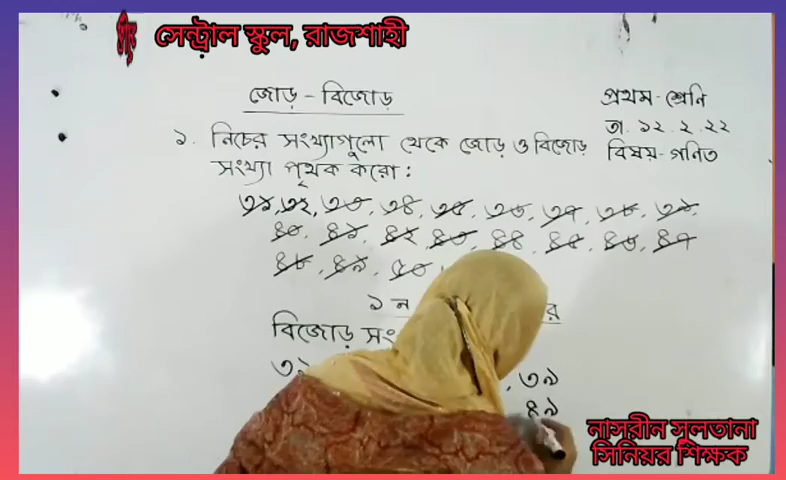 সেন্ট্রাল স্কুল, রাজশাহী
জোড় - বিজোড়
প্রথম - শ্রেনি
তা. ১২. ২. ২২
বিষয় - গনিত
১. নিচের সংখ্যাগুলো থেকে জোড় ও বিজোড়
সংখ্যা পৃথক করো:
৩১, ৩২, ৩৩, ৩৪, ৩৫, ৩৬, ৩৭, ৩৮, ৩৯,
৪০, ৪১, ৪২, ৪৩, ৪৪, ৪৫, ৪৬, ৪৭
৪৮, ৪৯, ৫০,
১ ন
বিজোড় সং
, ৩৯
৪৯
নাসরীন সুলতানা
সিনিয়র শিক্ষক